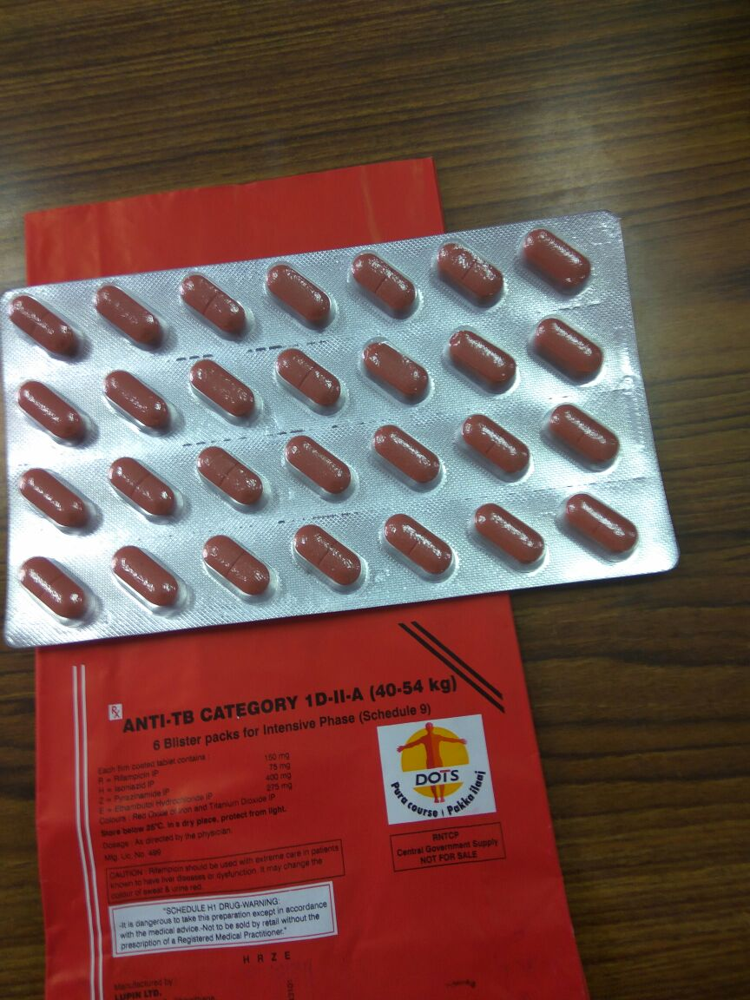 Rx
ANTI-TB CATEGORY 1D-II-A (40-54 kg)
6 Blister packs for Intensive Phase (Schedule 9)
Each film coated tablet contains :
R = Rifampicin IP 150 mg
H = Isoniazid IP 75 mg
Z = Pyrazinamide IP 400 mg
E = Ethambutol Hydrochloride IP 275 mg
Colours : Red Oxide of Iron and Titanium Dioxide IP
Store below 25°C, in a dry place, protect from light.
Dosage : As directed by the physician.
Mfg. Lic. No. 499
CAUTION : Rifampicin should be used with extreme care in patients
known to have liver diseases or dysfunction. It may change the
colour of sweat & urine red.
"SCHEDULE H1 DRUG-WARNING:
-It is dangerous to take this preparation except in accordance
with the medical advice.-Not to be sold by retail without the
prescription of a Registered Medical Practitioner."
H R Z E
Manufactured by :
LUPIN LTD.
DOTS
Pura course | Pakka ilaaj
RNTCP
Central Government Supply
NOT FOR SALE